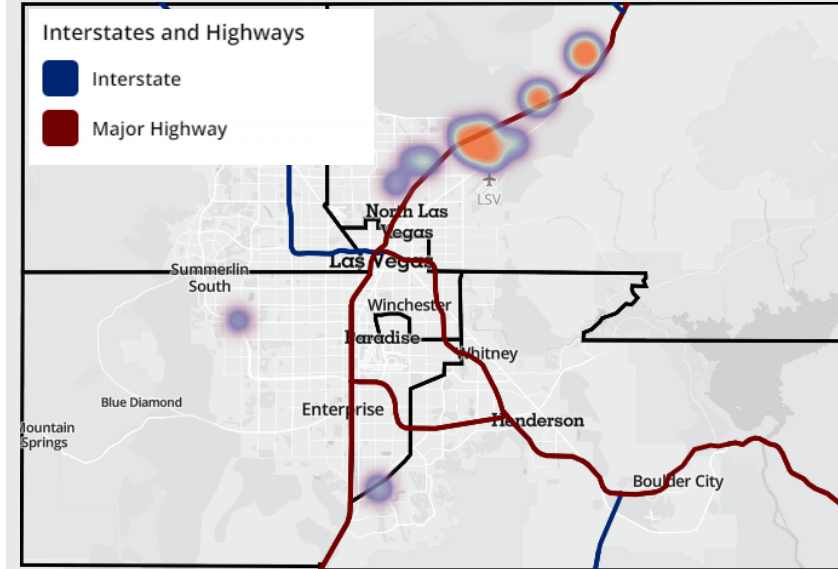 Interstates and Highways
Interstate
Major Highway
LSV
North Las
Vegas
Las Vegas
Summerlin
South
Winchester
Paradise
Whitney
Blue Diamond
Enterprise
Henderson
Mountain
Springs
Boulder City